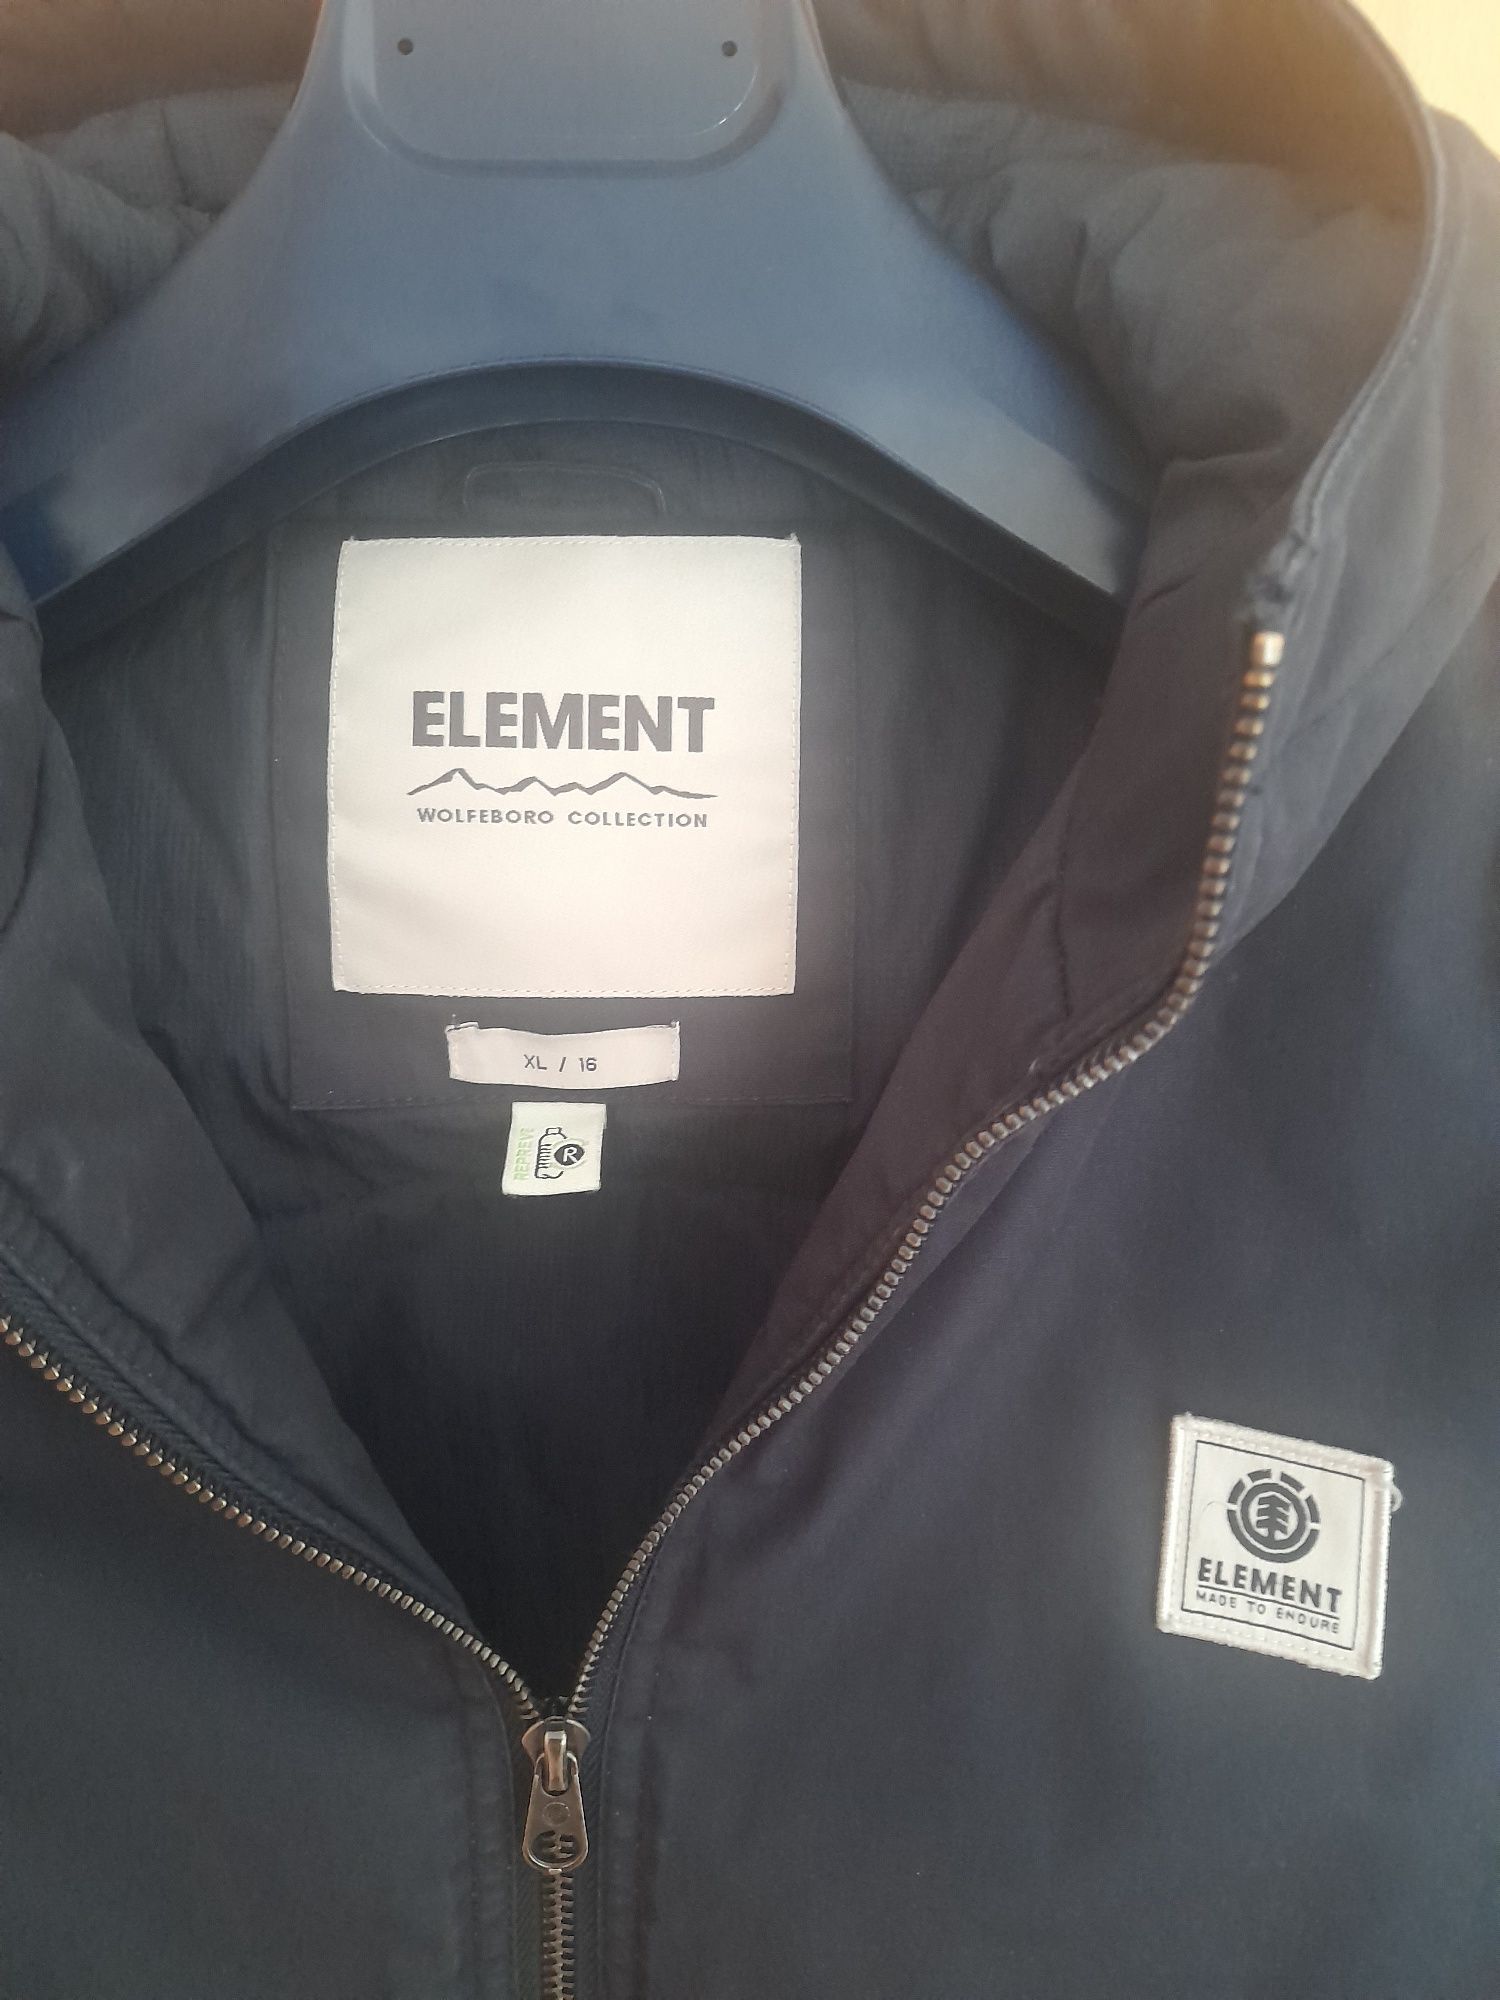 ELEMENT
WOLFEBORO COLLECTION
XL / 16
REPREVE
R
ELEMENT
MADE TO ENDURE